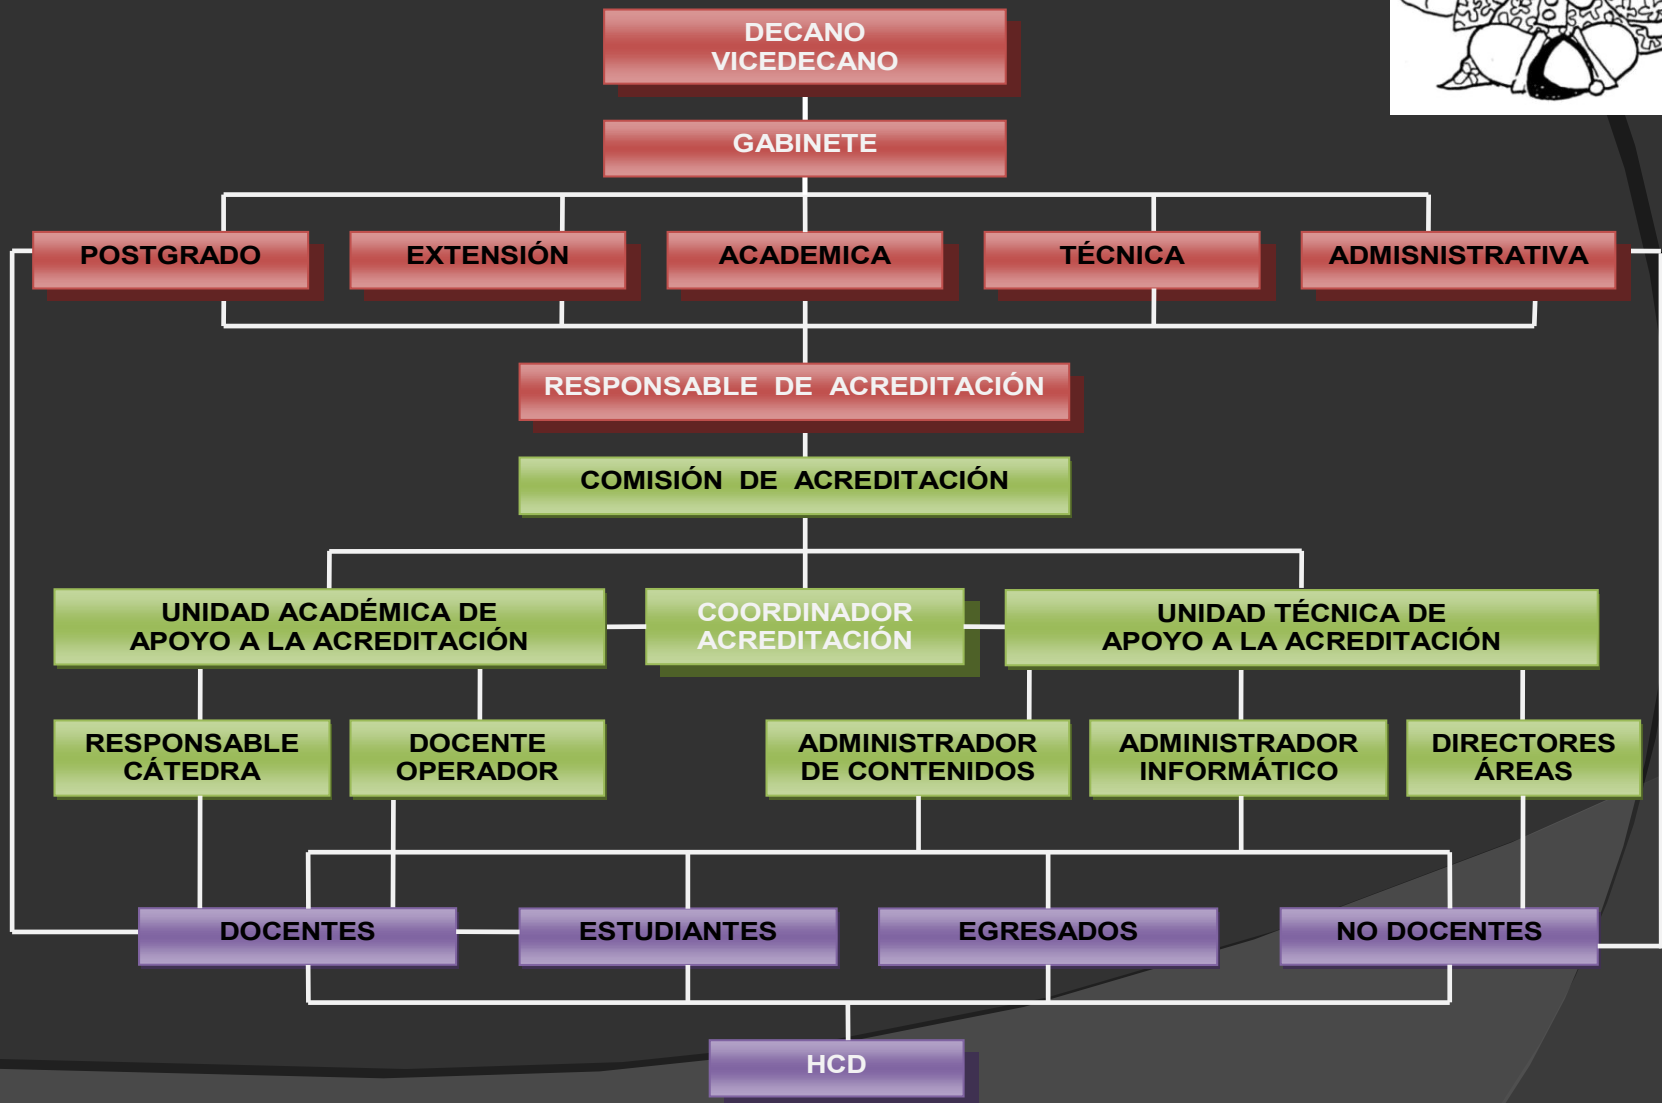 DECANO
VICEDECANO
GABINETE
POSTGRADO
EXTENSIÓN
ACADEMICA
TÉCNICA
ADMISNISTRATIVA
RESPONSABLE DE ACREDITACIÓN
COMISIÓN DE ACREDITACIÓN
UNIDAD ACADÉMICA DE
APOYO A LA ACREDITACIÓN
COORDINADOR
ACREDITACIÓN
UNIDAD TÉCNICA DE
APOYO A LA ACREDITACIÓN
RESPONSABLE
CÁTEDRA
DOCENTE
OPERADOR
ADMINISTRADOR
DE CONTENIDOS
ADMINISTRADOR
INFORMÁTICO
DIRECTORES
ÁREAS
DOCENTES
ESTUDIANTES
EGRESADOS
NO DOCENTES
HCD